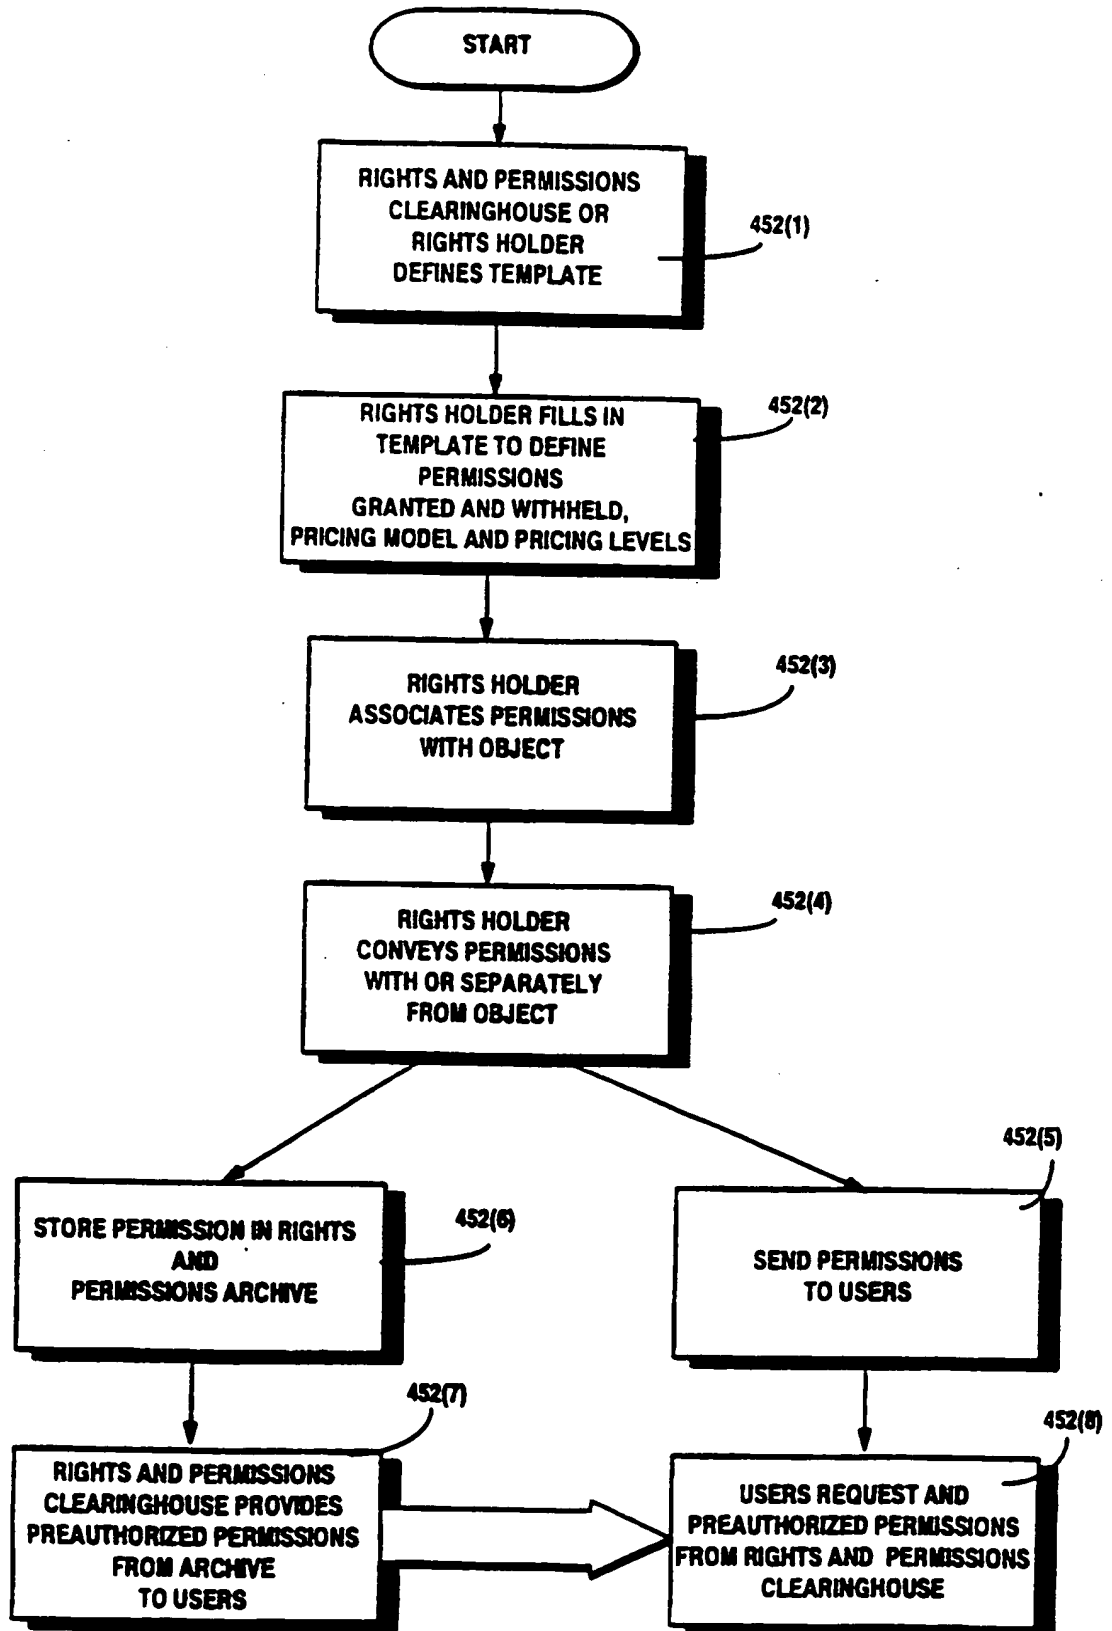 START
RIGHTS AND PERMISSIONS
CLEARINGHOUSE OR
RIGHTS HOLDER
DEFINES TEMPLATE
452(1)
RIGHTS HOLDER FILLS IN
TEMPLATE TO DEFINE
PERMISSIONS
GRANTED AND WITHHELD,
PRICING MODEL AND PRICING LEVELS
452(2)
RIGHTS HOLDER
ASSOCIATES PERMISSIONS
WITH OBJECT
452(3)
RIGHTS HOLDER
CONVEYS PERMISSIONS
WITH OR SEPARATELY
FROM OBJECT
452(4)
STORE PERMISSION IN RIGHTS
AND
PERMISSIONS ARCHIVE
452(6)
SEND PERMISSIONS
TO USERS
452(5)
RIGHTS AND PERMISSIONS
CLEARINGHOUSE PROVIDES
PREAUTHORIZED PERMISSIONS
FROM ARCHIVE
TO USERS
452(7)
USERS REQUEST AND
PREAUTHORIZED PERMISSIONS
FROM RIGHTS AND PERMISSIONS
CLEARINGHOUSE
452(8)